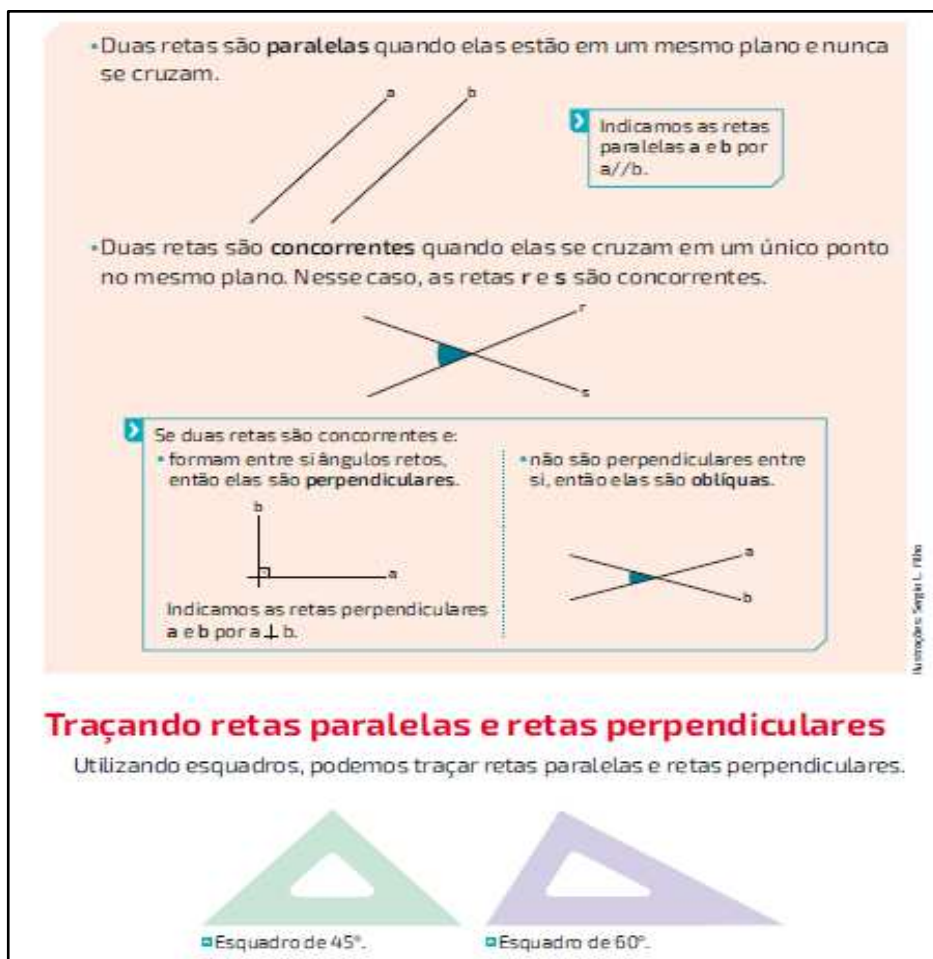 •Duas retas são paralelas quando elas estão em um mesmo plano e nunca
se cruzam.
a
b
Indicamos as retas
paralelas a e b por
a//b.
•Duas retas são concorrentes quando elas se cruzam em um único ponto
no mesmo plano. Nesse caso, as retas r e s são concorrentes.
r
s
Se duas retas são concorrentes e:
• formam entre si ângulos retos,
então elas são perpendiculares.
b
a
Indicamos as retas perpendiculares
a e b por a ⊥ b.
• não são perpendiculares entre
si, então elas são oblíquas.
a
b
Ilustrações: Sergio L. Filho
Traçando retas paralelas e retas perpendiculares
Utilizando esquadros, podemos traçar retas paralelas e retas perpendiculares.
Esquadro de 45°.
Esquadro de 60°.